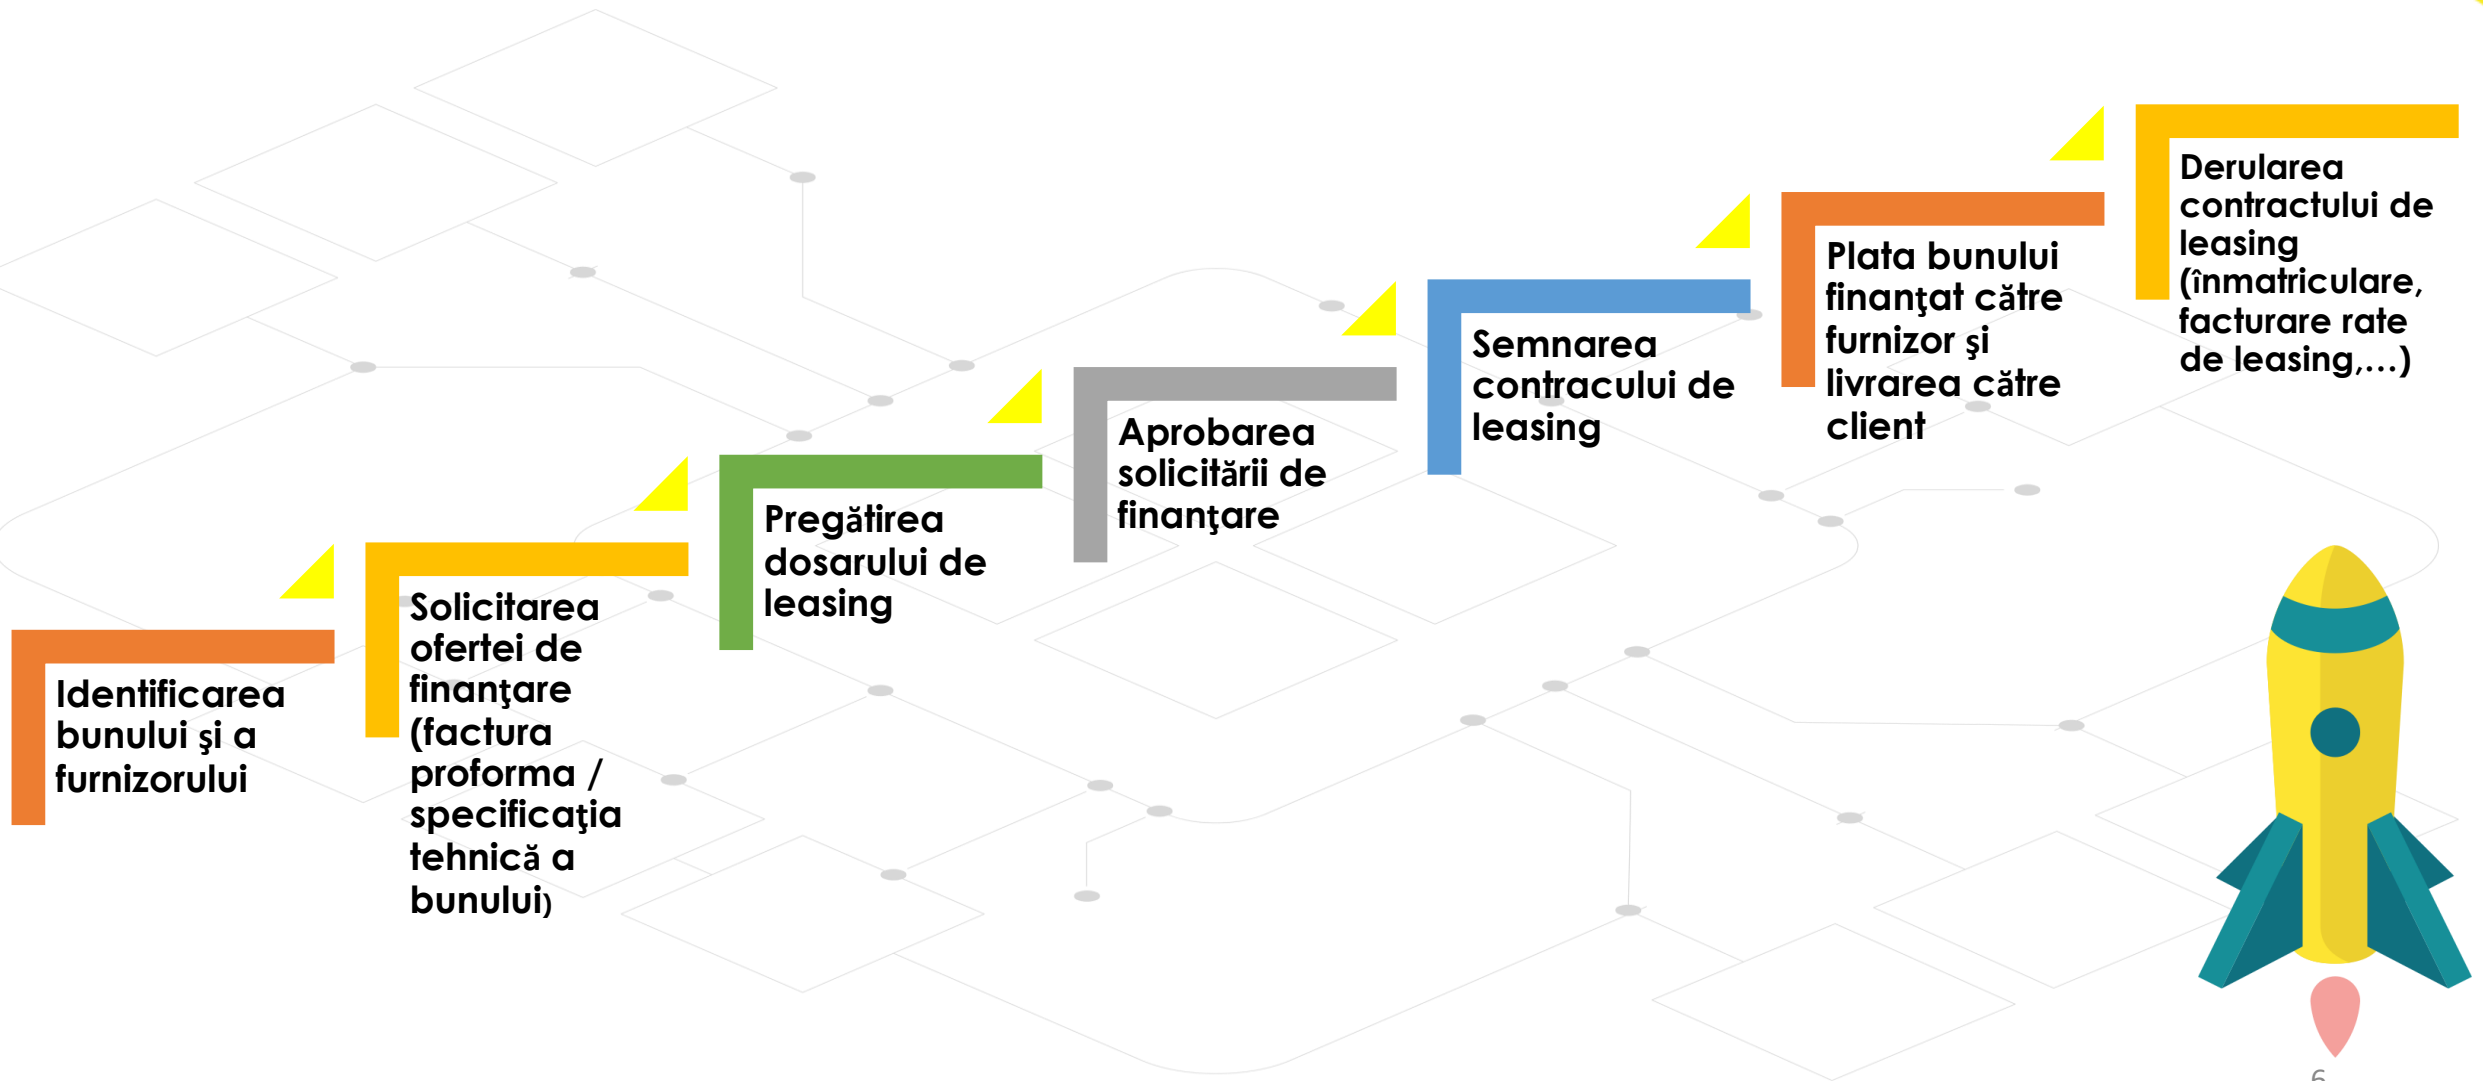 Identificarea
bunului şi a
furnizorului
Solicitarea
ofertei de
finanţare
(factura
proforma /
specificaţia
tehnică a
bunului)
Pregătirea
dosarului de
leasing
Aprobarea
solicitării de
finanţare
Semnarea
contracului de
leasing
Plata bunului
finanţat către
furnizor şi
livrarea către
client
Derularea
contractului de
leasing
(înmatriculare,
facturare rate
de leasing,…)
6